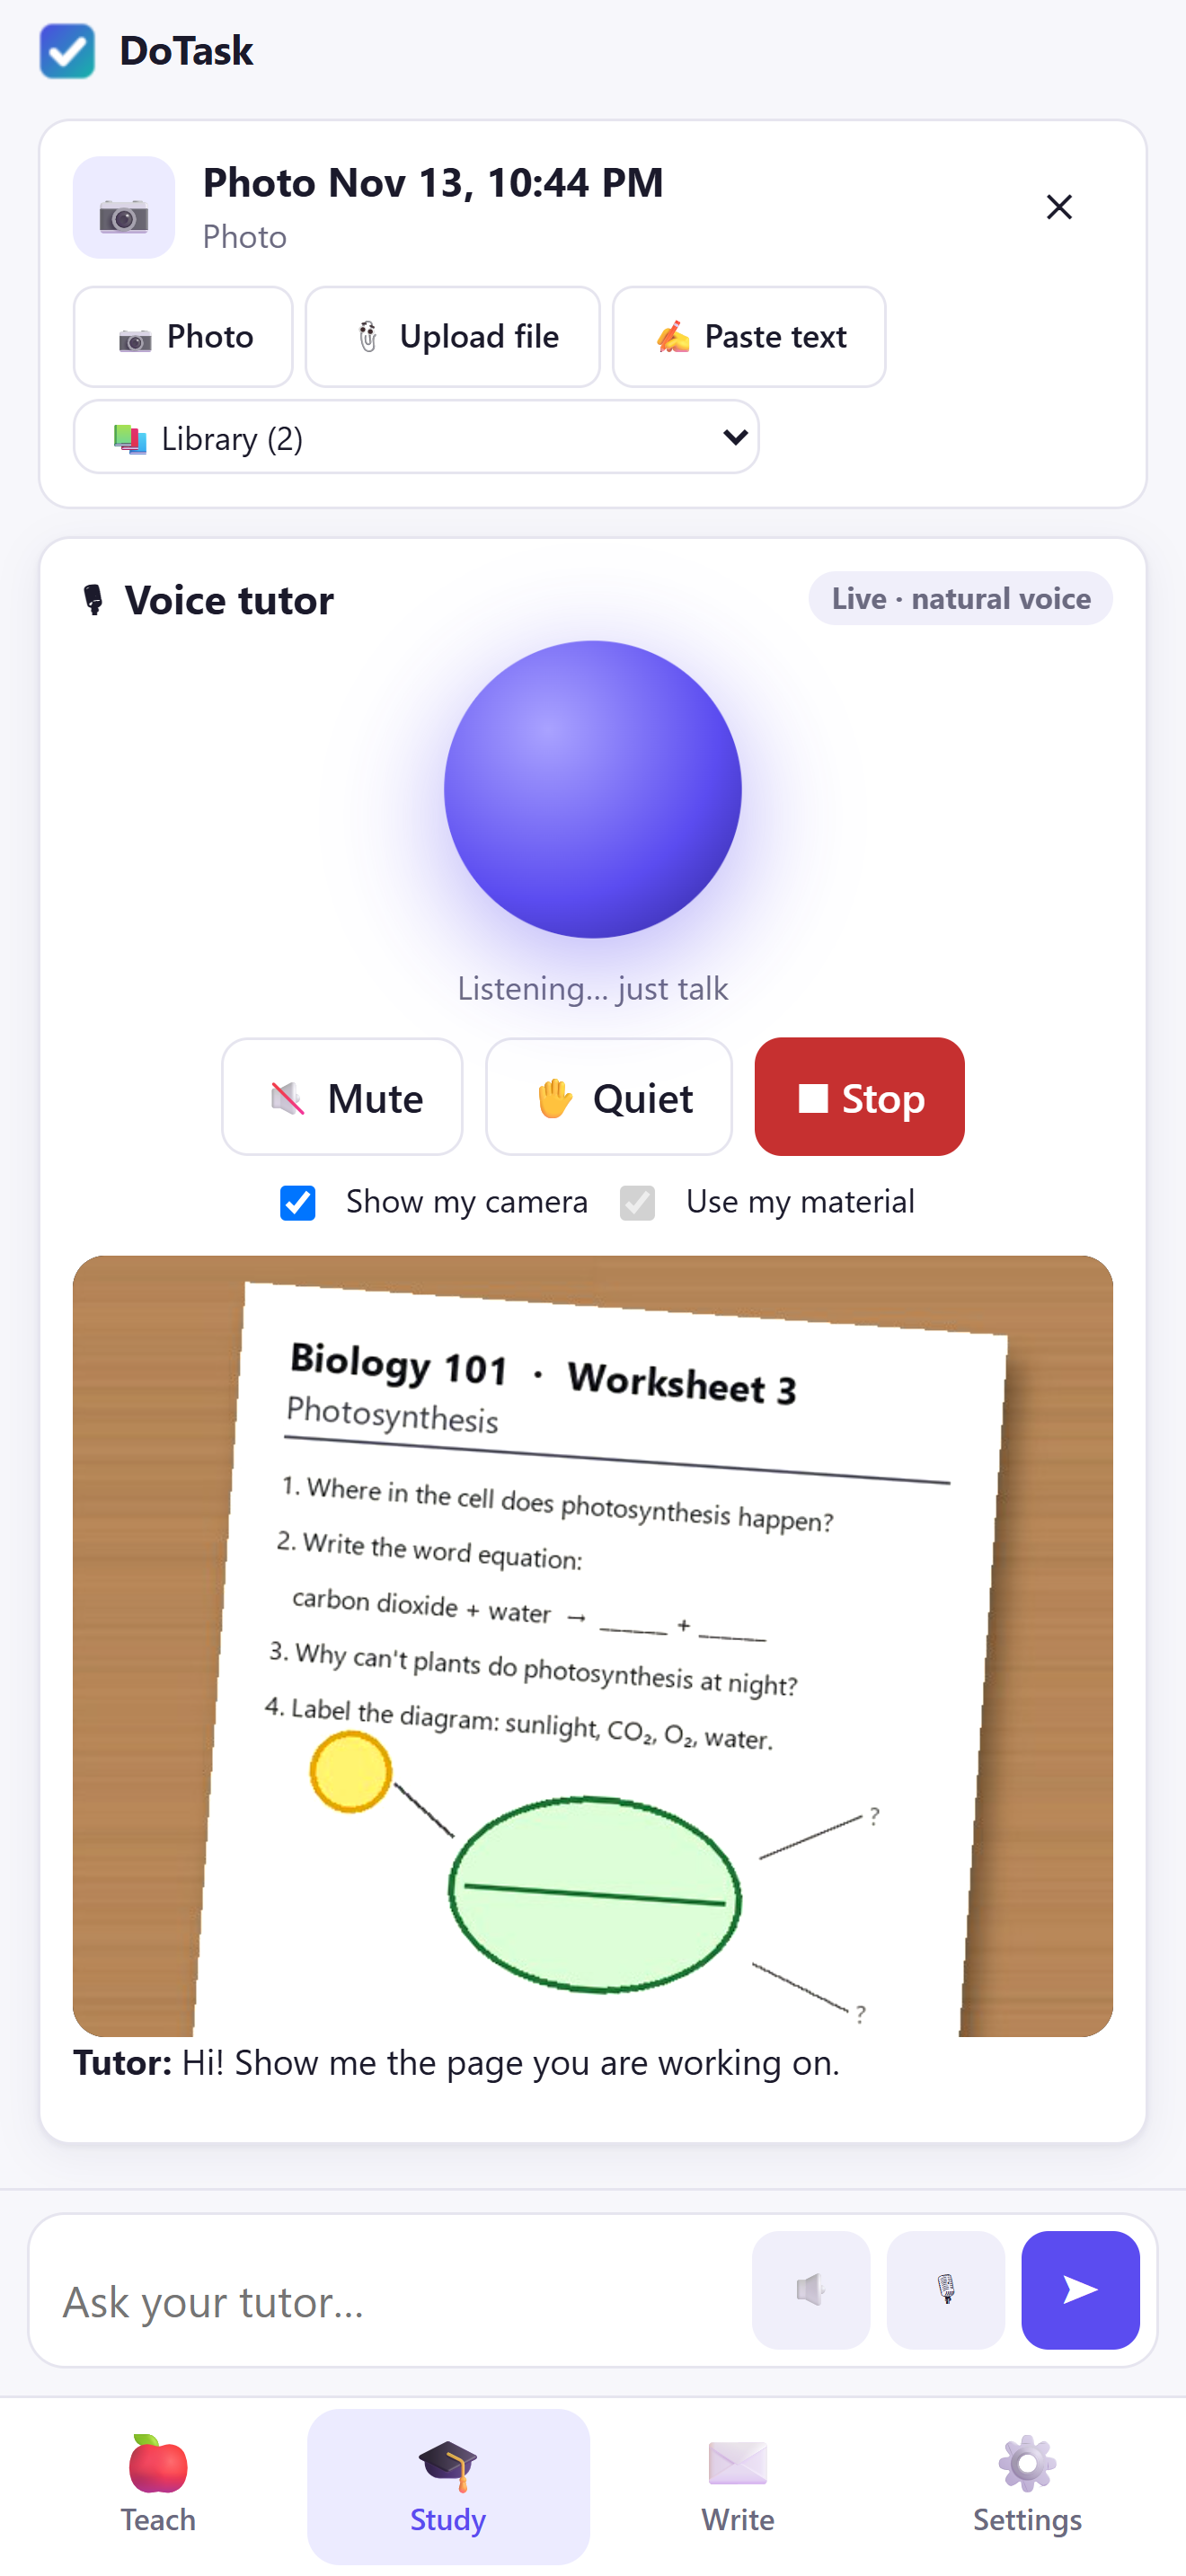 DoTask
Photo Nov 13, 10:44 PM
Photo
Photo
Upload file
Paste text
Library (2)
Voice tutor
Live · natural voice
Listening... just talk
Mute
Quiet
Stop
Show my camera
Use my material
Biology 101 · Worksheet 3
Photosynthesis
1. Where in the cell does photosynthesis happen?
2. Write the word equation:
carbon dioxide + water → ______ + ______
3. Why can't plants do photosynthesis at night?
4. Label the diagram: sunlight, CO₂, O₂, water.
?
?
Tutor: Hi! Show me the page you are working on.
Ask your tutor...
Teach
Study
Write
Settings